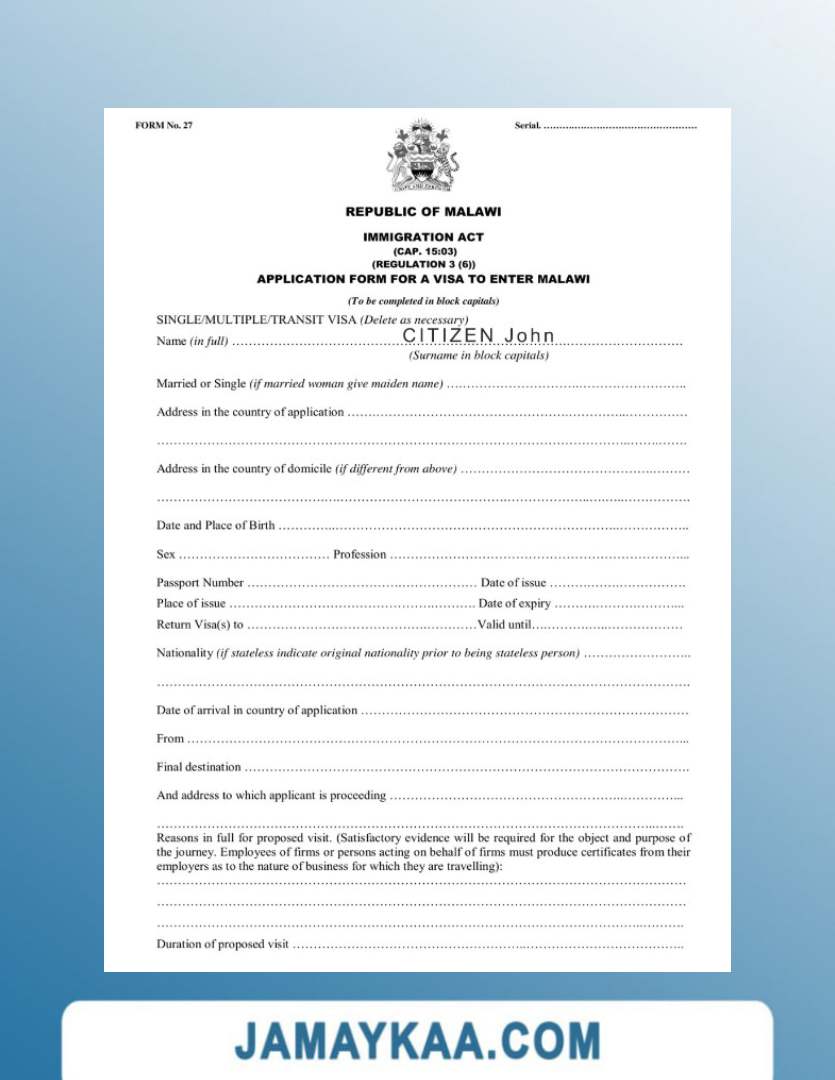 FORM No. 27
Serial. ……………………………………………
REPUBLIC OF MALAWI
IMMIGRATION ACT
(CAP. 15:03)
(REGULATION 3 (6))
APPLICATION FORM FOR A VISA TO ENTER MALAWI
(To be completed in block capitals)
SINGLE/MULTIPLE/TRANSIT VISA (Delete as necessary)
Name (in full) …………………………………… CITIZEN John ……………………………
(Surname in block capitals)
Married or Single (if married woman give maiden name) …………………………………………………..
Address in the country of application ………………………………………………………………………
……………………………………………………………………………………………………………….
Address in the country of domicile (if different from above) ………………………………………………
……………………………………………………………………………………………………………….
Date and Place of Birth …………………………………………………………………………………..
Sex ……………………………… Profession ……………………………………………………………...
Passport Number ……………………………………………… Date of issue …………………………….
Place of issue …………………………………………………. Date of expiry …………………………...
Return Visa(s) to ………………………………………………Valid until………………………………
Nationality (if stateless indicate original nationality prior to being stateless person) ……………………..
……………………………………………………………………………………………………………….
Date of arrival in country of application ……………………………………………………………………
From ………………………………………………………………………………………………………...
Final destination …………………………………………………………………………………………….
And address to which applicant is proceeding ……………………………………………………………...
……………………………………………………………………………………………………………….
Reasons in full for proposed visit. (Satisfactory evidence will be required for the object and purpose of
the journey. Employees of firms or persons acting on behalf of firms must produce certificates from their
employers as to the nature of business for which they are travelling):
………………………………………………………………………………………………………………
………………………………………………………………………………………………………………
……………………………………………………………………………………………………………….
Duration of proposed visit …………………………………………………………………………………..
JAMAYKAA.COM